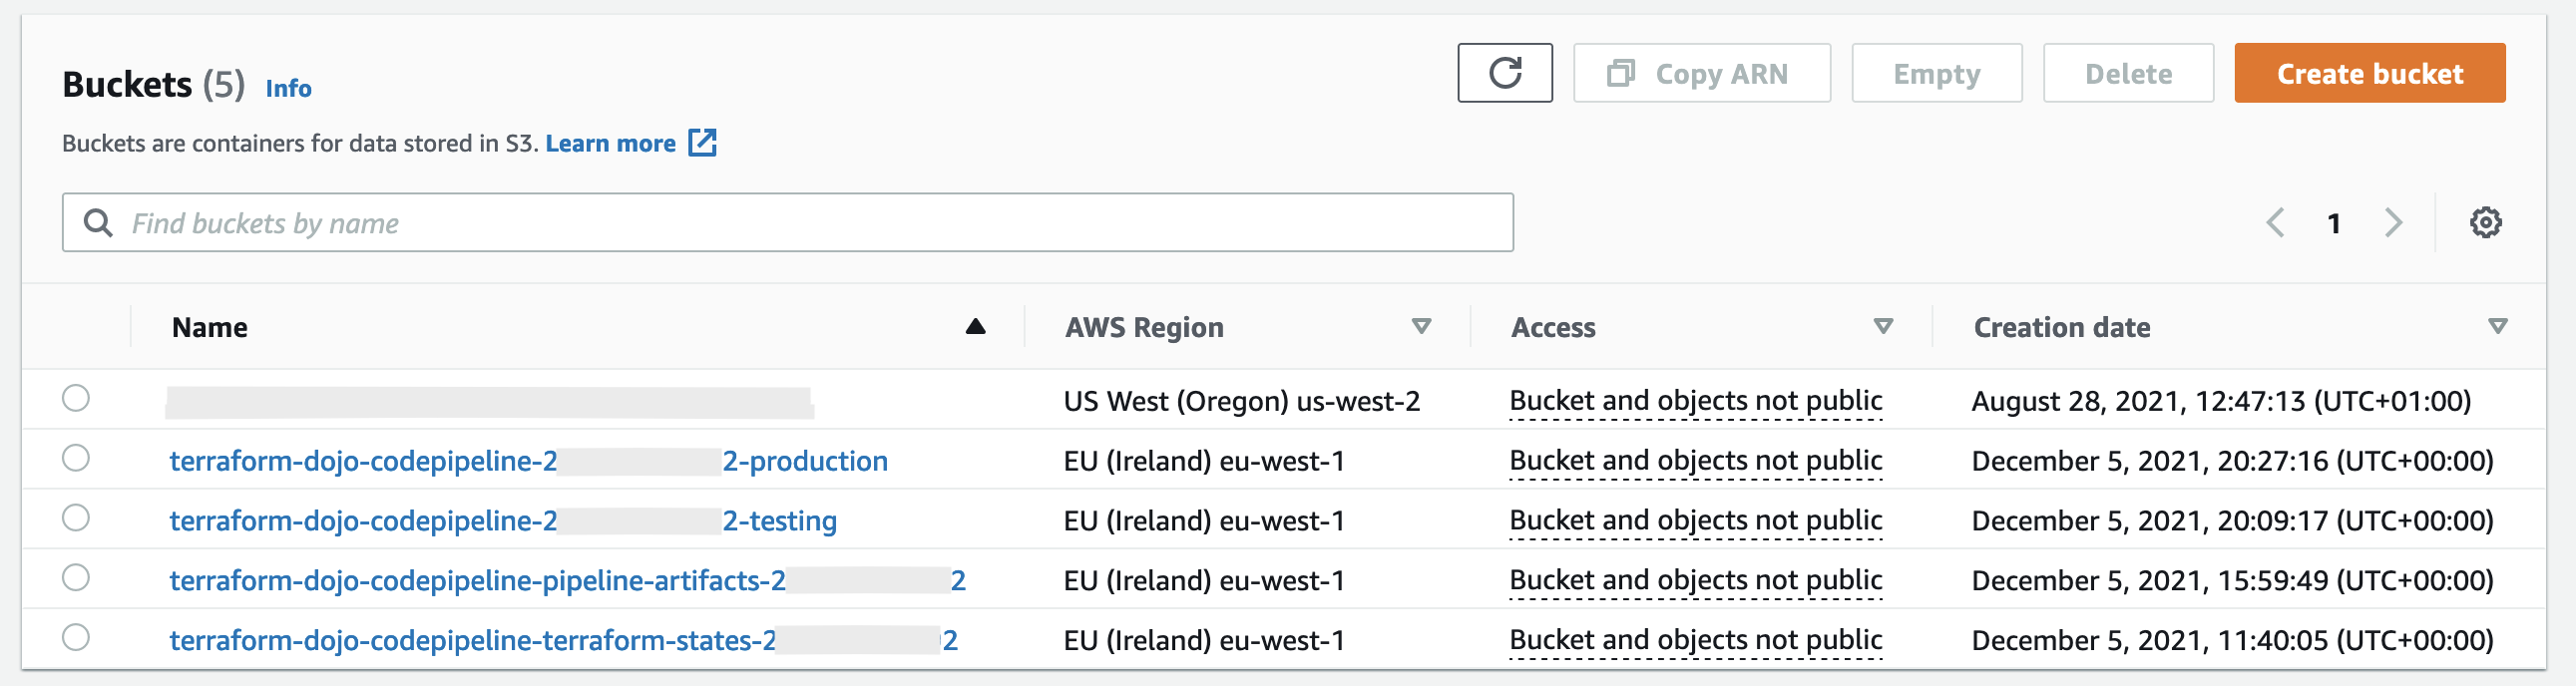 Buckets (5) Info
Copy ARN Empty Delete Create bucket
Buckets are containers for data stored in S3. Learn more
Find buckets by name
1
Name AWS Region Access Creation date
US West (Oregon) us-west-2 Bucket and objects not public August 28, 2021, 12:47:13 (UTC+01:00)
terraform-dojo-codepipeline-2 2-production EU (Ireland) eu-west-1 Bucket and objects not public December 5, 2021, 20:27:16 (UTC+00:00)
terraform-dojo-codepipeline-2 2-testing EU (Ireland) eu-west-1 Bucket and objects not public December 5, 2021, 20:09:17 (UTC+00:00)
terraform-dojo-codepipeline-pipeline-artifacts-2 2 EU (Ireland) eu-west-1 Bucket and objects not public December 5, 2021, 15:59:49 (UTC+00:00)
terraform-dojo-codepipeline-terraform-states-2 2 EU (Ireland) eu-west-1 Bucket and objects not public December 5, 2021, 11:40:05 (UTC+00:00)